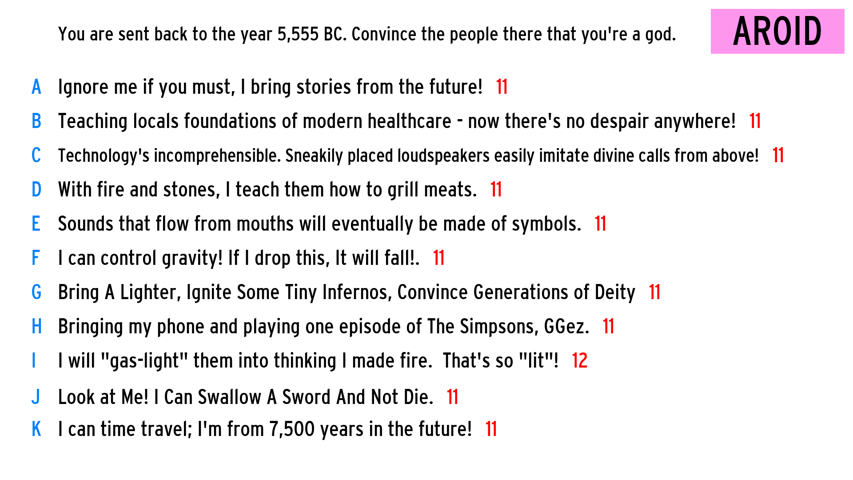 You are sent back to the year 5,555 BC. Convince the people there that you're a god.
AROID
A Ignore me if you must, I bring stories from the future! 11
B Teaching locals foundations of modern healthcare - now there's no despair anywhere! 11
C Technology's incomprehensible. Sneakily placed loudspeakers easily imitate divine calls from above! 11
D With fire and stones, I teach them how to grill meats. 11
E Sounds that flow from mouths will eventually be made of symbols. 11
F I can control gravity! If I drop this, It will fall!. 11
G Bring A Lighter, Ignite Some Tiny Infernos, Convince Generations of Deity 11
H Bringing my phone and playing one episode of The Simpsons, GGez. 11
I I will "gas-light" them into thinking I made fire. That's so "lit"! 12
J Look at Me! I Can Swallow A Sword And Not Die. 11
K I can time travel; I'm from 7,500 years in the future! 11